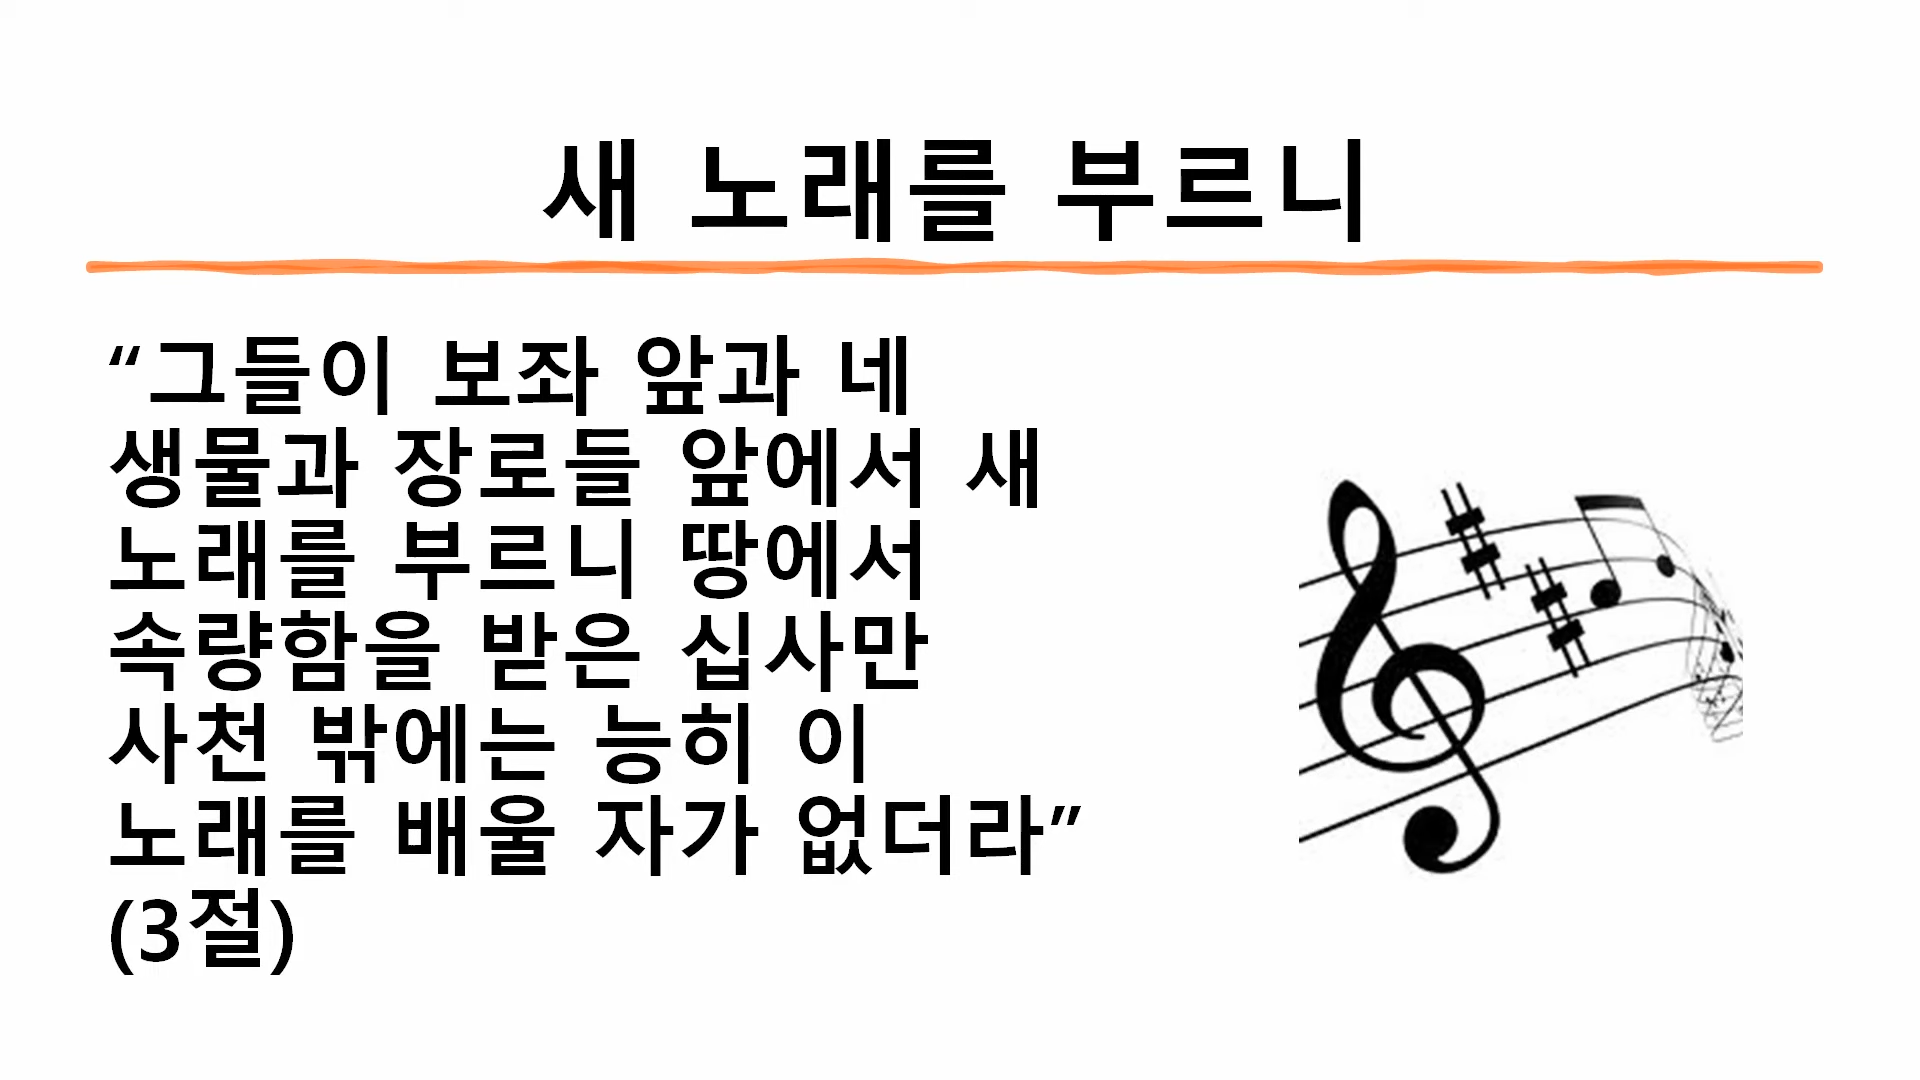 새 노래를 부르니
“그들이 보좌 앞과 네
생물과 장로들 앞에서 새
노래를 부르니 땅에서
속량함을 받은 십사만
사천 밖에는 능히 이
노래를 배울 자가 없더라”
(3절)